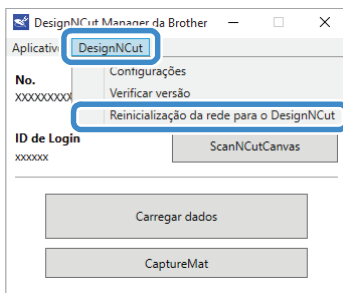 DesignNCut Manager da Brother
Aplicativ DesignNCut
Configurações
Verificar versão
Reinicialização da rede para o DesignNCut
No.
XXXXXXXXX
ID de Login
xxxxxx
ScanNCutCanvas
Carregar dados
CaptureMat